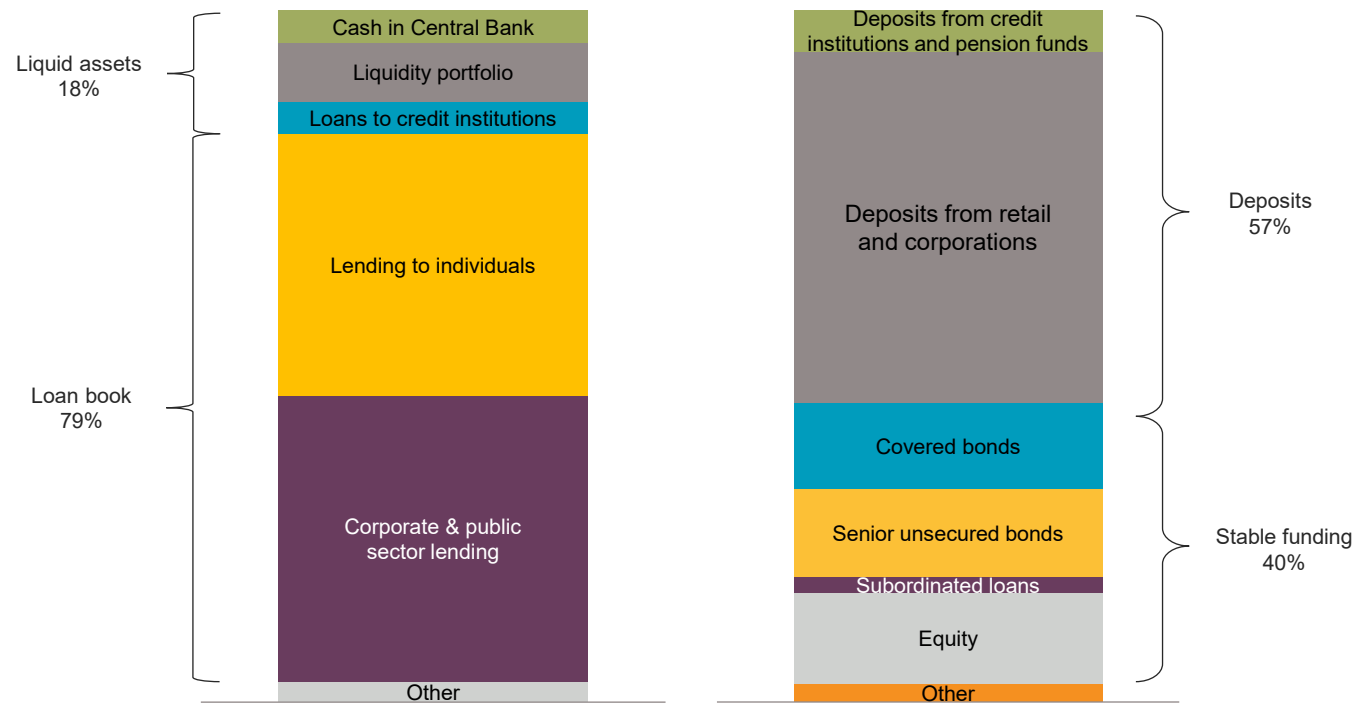 Liquid assets
18%
Loan book
79%
Cash in Central Bank
Liquidity portfolio
Loans to credit institutions
Lending to individuals
Corporate & public
sector lending
Other
Deposits from credit
institutions and pension funds
Deposits from retail
and corporations
Covered bonds
Senior unsecured bonds
Subordinated loans
Equity
Other
Deposits
57%
Stable funding
40%